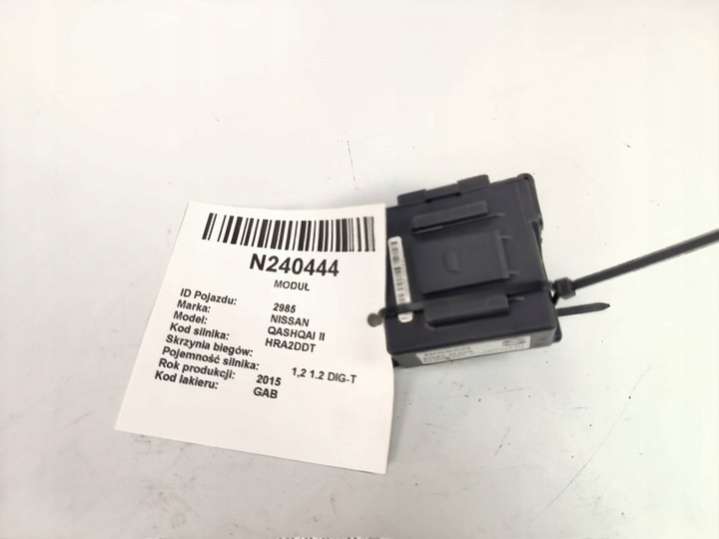 N240444
MODUŁ
ID Pojazdu: 2985
Marka: NISSAN
Model: QASHQAI II
Kod silnika: HRA2DDT
Skrzynia biegów:
Pojemność silnika: 1,2 1.2 DIG-T
Rok produkcji: 2015
Kod lakieru: GAB